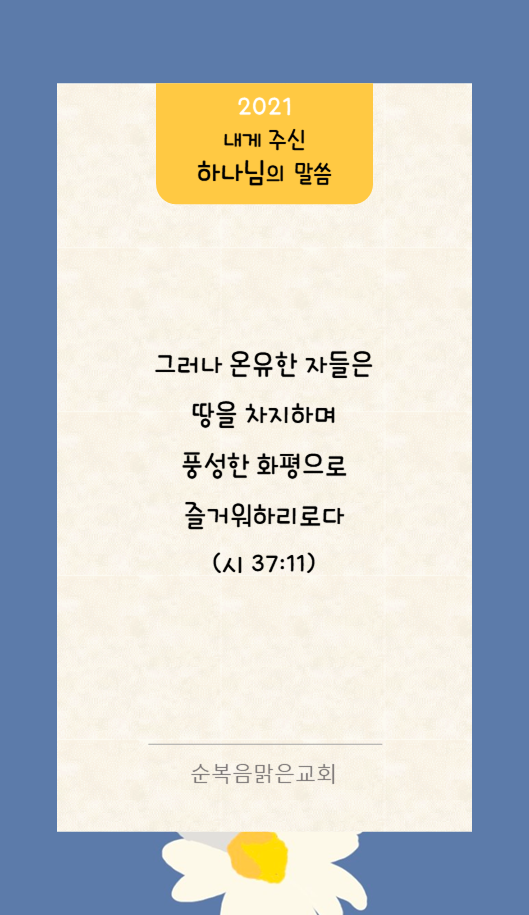 2021
내게 주신
하나님의 말씀
그러나 온유한 자들은
땅을 차지하며
풍성한 화평으로
즐거워하리로다
(시 37:11)
순복음맑은교회